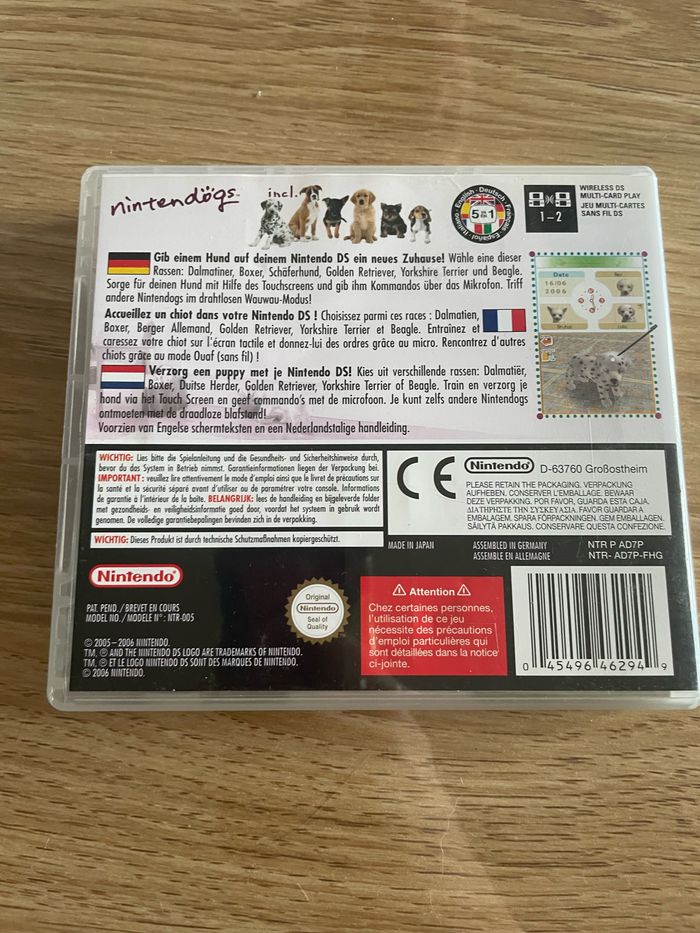 nintendögs incl.
English · Deutsch · Français · Español · Italiano
5 in 1
1-2
WIRELESS DS
MULTI-CARD PLAY
JEU MULTI-CARTES
SANS FIL DS
Gib einem Hund auf deinem Nintendo DS ein neues Zuhause! Wähle eine dieser
Rassen: Dalmatiner, Boxer, Schäferhund, Golden Retriever, Yorkshire Terrier und Beagle.
Sorge für deinen Hund mit Hilfe des Touchscreens und gib ihm Kommandos über das Mikrofon. Triff
andere Nintendogs im drahtlosen Wauwau-Modus!
Accueillez un chiot dans votre Nintendo DS ! Choisissez parmi ces races : Dalmatien,
Boxer, Berger Allemand, Golden Retriever, Yorkshire Terrier et Beagle. Entraînez et
caressez votre chiot sur l'écran tactile et donnez-lui des ordres grâce au micro. Rencontrez d'autres
chiots grâce au mode Ouaf (sans fil) !
Verzorg een puppy met je Nintendo DS! Kies uit verschillende rassen: Dalmatiër,
Boxer, Duitse Herder, Golden Retriever, Yorkshire Terrier of Beagle. Train en verzorg je
hond via het Touch Screen en geef commando's met de microfoon. Je kunt zelfs andere Nintendogs
ontmoeten met de draadloze blafstand!
Voorzien van Engelse schermteksten en een Nederlandstalige handleiding.
Date
16/06
2006
WICHTIG: Lies bitte die Spielanleitung und die Gesundheits- und Sicherheitshinweise durch,
bevor du das System in Betrieb nimmst. Garantieinformationen liegen der Verpackung bei.
IMPORTANT : veuillez lire attentivement le mode d'emploi ainsi que le livret de précautions sur
la santé et la sécurité séparé avant d'utiliser ou de paramétrer votre console. Informations
de garantie à l'intérieur de la boîte. BELANGRIJK: lees de handleiding en bijgeleverde folder
met gezondheids- en veiligheidsinformatie goed door, voordat het systeem in gebruik wordt
genomen. De volledige garantiebepalingen bevinden zich in de verpakking.
WICHTIG: Dieses Produkt ist durch technische Schutzmaßnahmen kopiergeschützt.
CE
Nintendo D-63760 Großostheim
PLEASE RETAIN THE PACKAGING. VERPACKUNG
AUFHEBEN. CONSERVER L'EMBALLAGE. BEWAAR
DEZE VERPAKKING. POR FAVOR, GUARDA ESTA CAJA.
ΔΙΑΤΗΡΗΣΤΕ ΤΗΝ ΣΥΣΚΕΥΑΣΙΑ. FAVOR GUARDAR A
EMBALAGEM. SPARA FÖRPACKNINGEN. GEM EMBALLAGEN.
SÄILYTÄ PAKKAUS. CONSERVARE QUESTA CONFEZIONE.
MADE IN JAPAN
ASSEMBLED IN GERMANY
ASSEMBLE EN ALLEMAGNE
NTR P AD7P
NTR- AD7P-FHG
Nintendo
PAT. PEND./BREVET EN COURS
MODEL NO./MODELE N° : NTR-005
© 2005-2006 NINTENDO.
TM, ® AND THE NINTENDO DS LOGO ARE TRADEMARKS OF NINTENDO.
TM, ® ET LE LOGO NINTENDO DS SONT DES MARQUES DE NINTENDO.
© 2006 NINTENDO.
Original
Nintendo
Seal of
Quality
Attention
Chez certaines personnes,
l'utilisation de ce jeu
nécessite des précautions
d'emploi particulières qui
sont détaillées dans la notice
ci-jointe.
0 45496 46294 9